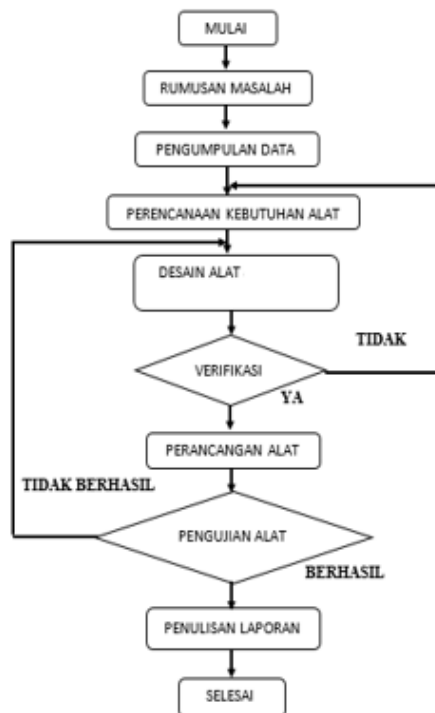 MULAI
RUMUSAN MASALAH
PENGUMPULAN DATA
PERENCANAAN KEBUTUHAN ALAT
DESAIN ALAT
VERIFIKASI
TIDAK
YA
PERANCANGAN ALAT
TIDAK BERHASIL
PENGUJIAN ALAT
BERHASIL
PENULISAN LAPORAN
SELESAI